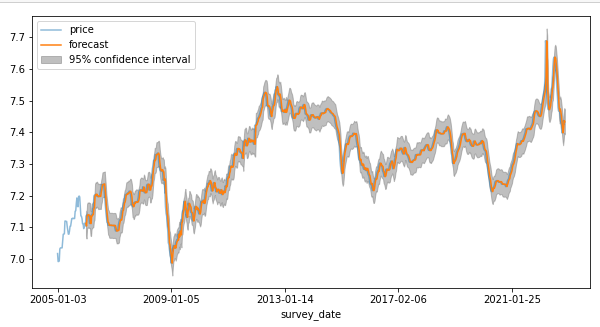 price
forecast
95% confidence interval
7.7
7.6
7.5
7.4
7.3
7.2
7.1
7.0
2005-01-03 2009-01-05 2013-01-14 2017-02-06 2021-01-25
survey_date